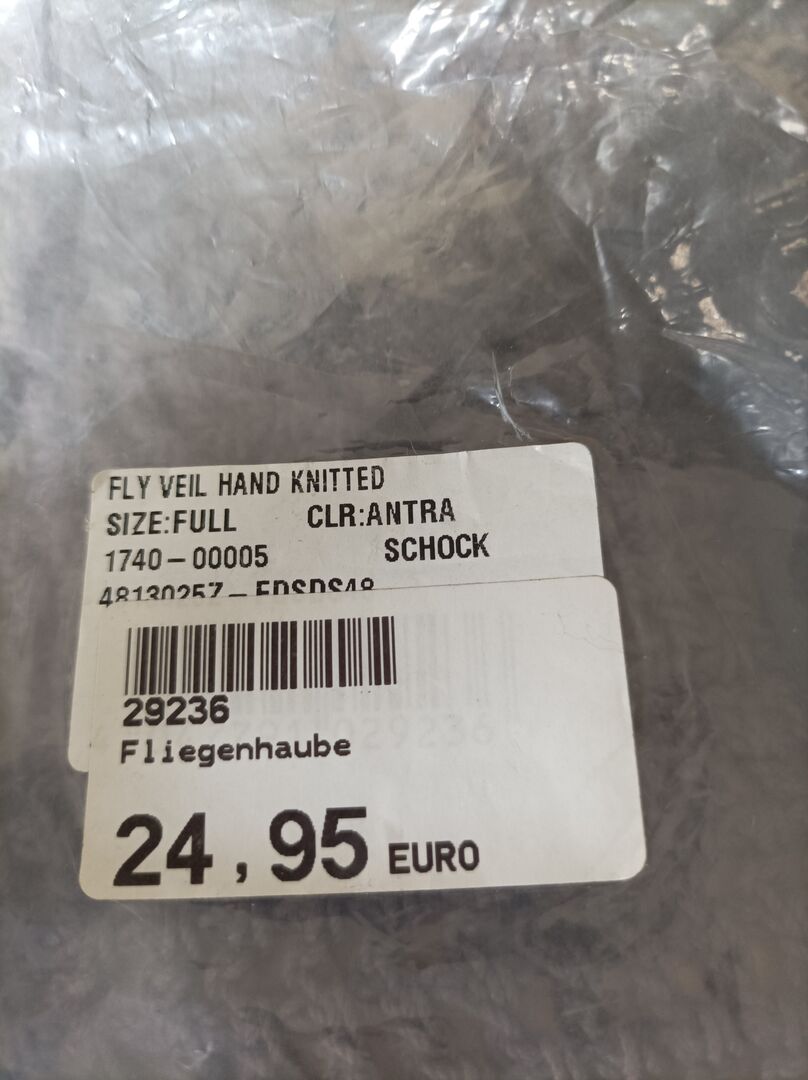 FLY VEIL HAND KNITTED
SIZE:FULL CLR:ANTRA
1740-00005 SCHOCK
29236
Fliegenhaube
24,95 EURO